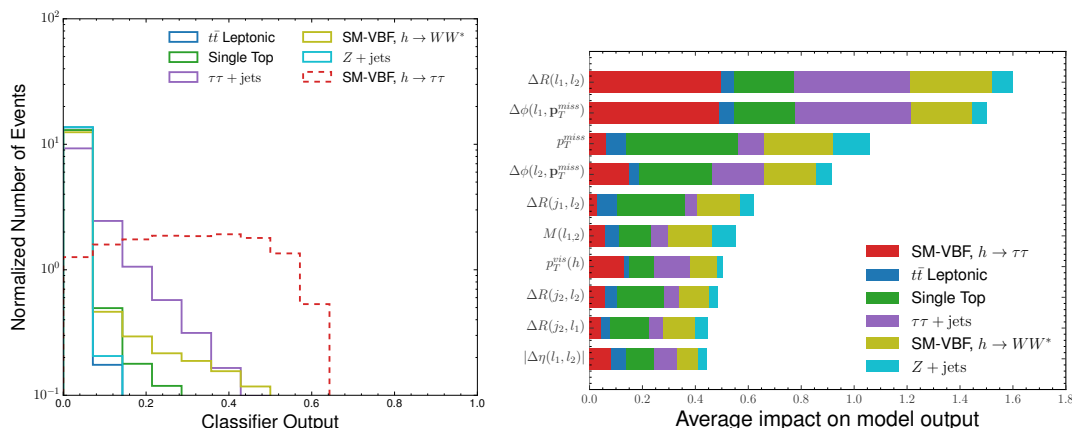 10²
10¹
10⁰
10⁻¹
Normalized Number of Events
tt̄ Leptonic
Single Top
ττ + jets
SM-VBF, h → WW*
Z + jets
SM-VBF, h → ττ
0.0 0.2 0.4 0.6 0.8 1.0
Classifier Output
ΔR(l₁, l₂)
Δϕ(l₁, p_T^{miss})
p_T^{miss}
Δϕ(l₂, p_T^{miss})
ΔR(j₁, l₂)
M(l₁,₂)
p_T^{vis}(h)
ΔR(j₂, l₂)
ΔR(j₂, l₁)
|Δη(l₁, l₂)|
SM-VBF, h → ττ
tt̄ Leptonic
Single Top
ττ + jets
SM-VBF, h → WW*
Z + jets
0.0 0.2 0.4 0.6 0.8 1.0 1.2 1.4 1.6 1.8
Average impact on model output